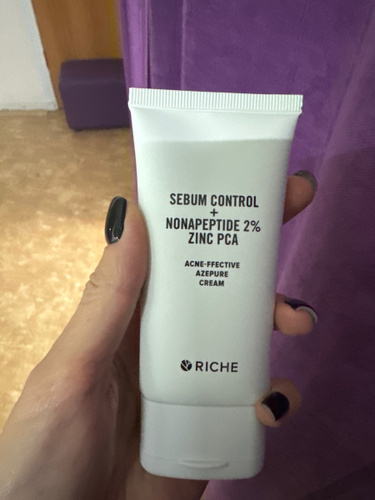 SEBUM CONTROL
+
NONAPEPTIDE 2%
ZINC PCA
ACNE-FFECTIVE
AZEPURE
CREAM
RICHE